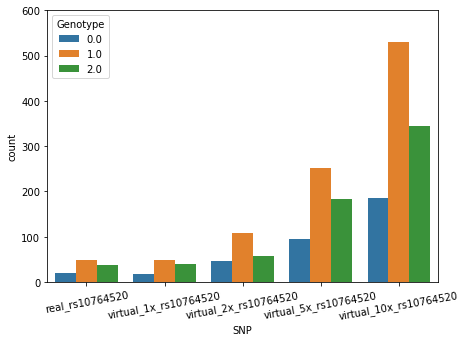 600
500
400
300
200
100
0
count
Genotype
0.0
1.0
2.0
real_rs10764520
virtual_1x_rs10764520
virtual_2x_rs10764520
virtual_5x_rs10764520
virtual_10x_rs10764520
SNP